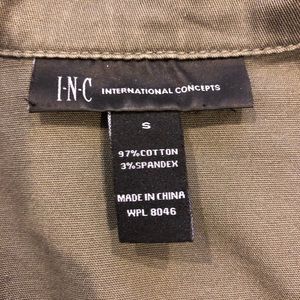 I·N·C INTERNATIONAL CONCEPTS
S
97% COTTON
3% SPANDEX
MADE IN CHINA
WPL 8046